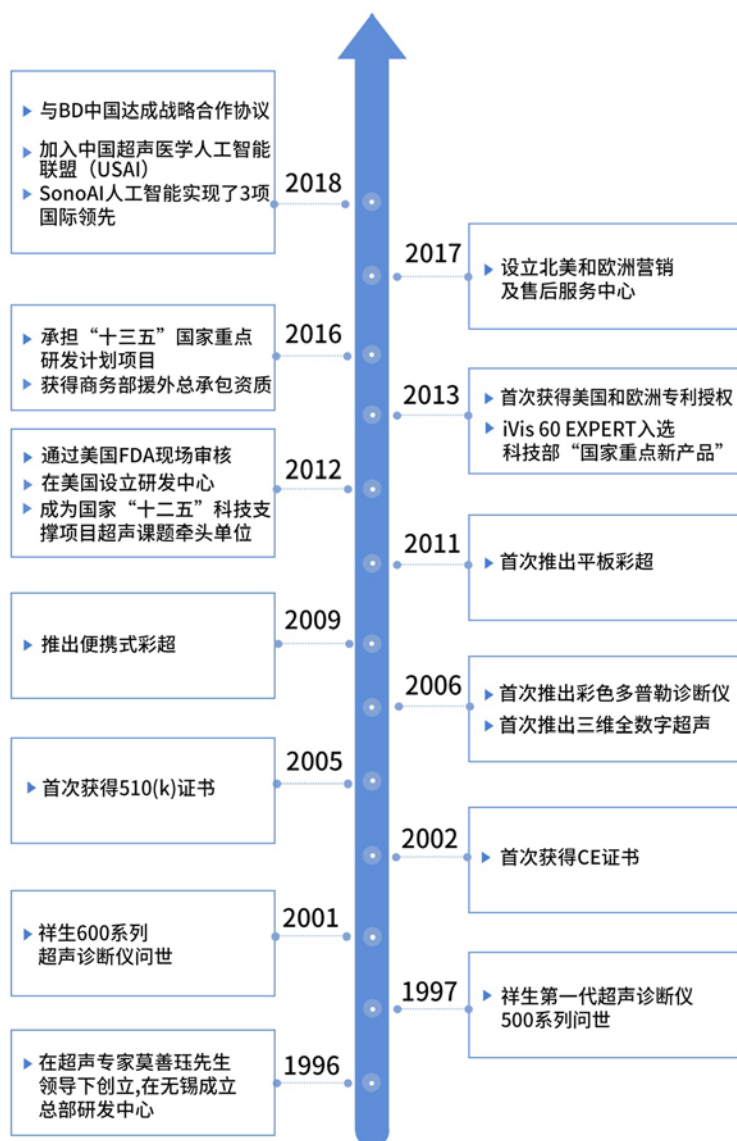 与BD中国达成战略合作协议
加入中国超声医学人工智能
联盟（USAI）
SonoAI人工智能实现了3项
国际领先
2018
2017
设立北美和欧洲营销
及售后服务中心
承担“十三五”国家重点
研发计划项目
获得商务部援外总承包资质
2016
2013
首次获得美国和欧洲专利授权
iVis 60 EXPERT入选
科技部“国家重点新产品”
通过美国FDA现场审核
在美国设立研发中心
成为国家“十二五”科技支
撑项目超声课题牵头单位
2012
2011
首次推出平板彩超
推出便携式彩超
2009
2006
首次推出彩色多普勒诊断仪
首次推出三维全数字超声
首次获得510(k)证书
2005
2002
首次获得CE证书
祥生600系列
超声诊断仪问世
2001
1997
祥生第一代超声诊断仪
500系列问世
在超声专家莫善珏先生
领导下创立,在无锡成立
总部研发中心
1996